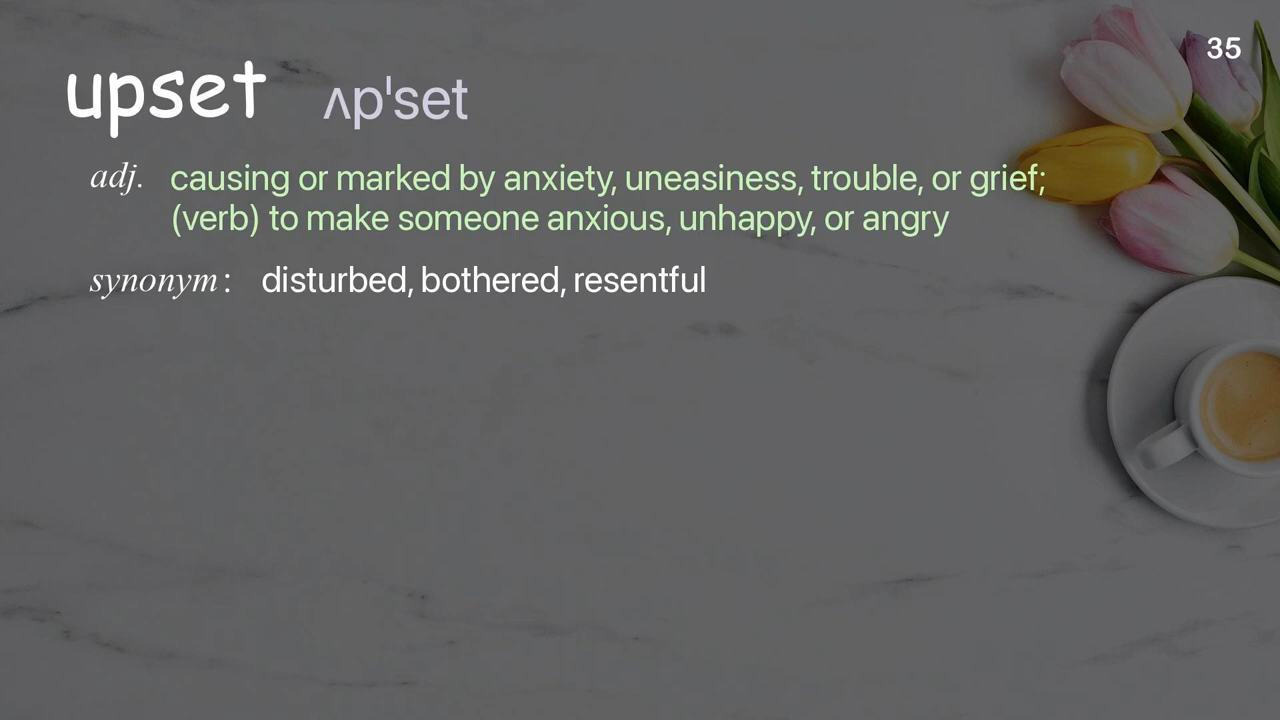 35
upset ʌp'set
adj. causing or marked by anxiety, uneasiness, trouble, or grief;
(verb) to make someone anxious, unhappy, or angry
synonym: disturbed, bothered, resentful